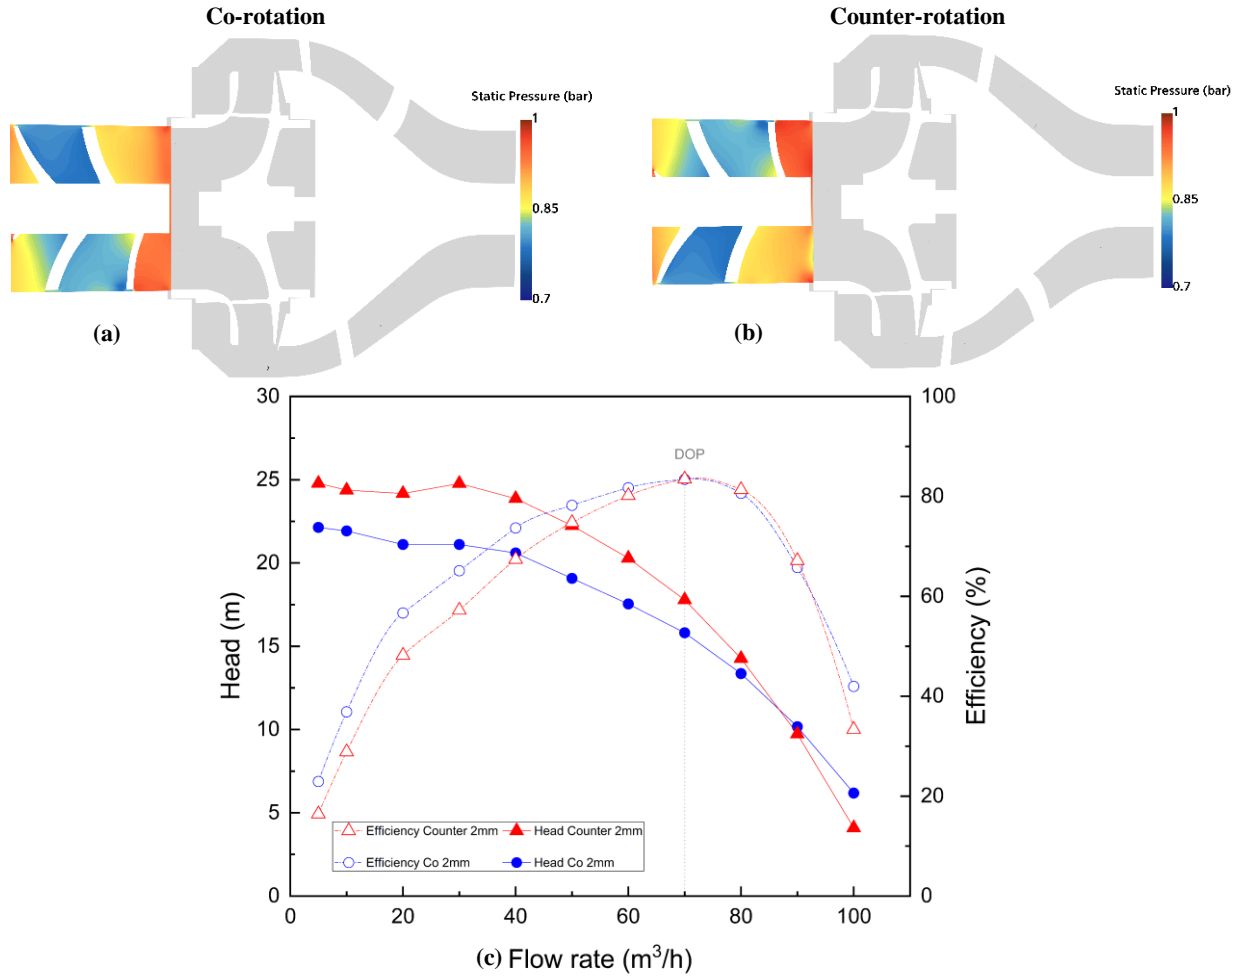 Co-rotation
Counter-rotation
Static Pressure (bar)
1
0.85
0.7
Static Pressure (bar)
1
0.85
0.7
(a)
(b)
30
25
20
15
10
5
0
Head (m)
100
80
60
40
20
0
Efficiency (%)
DOP
Efficiency Counter 2mm
Head Counter 2mm
Efficiency Co 2mm
Head Co 2mm
0 20 40 60 80 100
(c) Flow rate (m³/h)